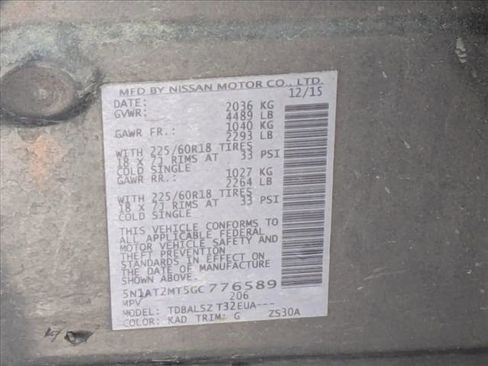 MFD BY NISSAN MOTOR CO., LTD.
DATE: 12/15
GVWR: 2036 KG
4489 LB
GAWR FR.: 1040 KG
2293 LB
WITH 225/60R18 TIRES
18 X 7J RIMS AT 33 PSI
COLD SINGLE
GAWR RR.: 1027 KG
2264 LB
WITH 225/60R18 TIRES
18 X 7J RIMS AT 33 PSI
COLD SINGLE
THIS VEHICLE CONFORMS TO
ALL APPLICABLE FEDERAL
MOTOR VEHICLE SAFETY AND
THEFT PREVENTION
STANDARDS IN EFFECT ON
THE DATE OF MANUFACTURE
SHOWN ABOVE.
5N1AT2MT5GC776589
MPV 206
MODEL: TDBALSZ T32EUA---
COLOR: KAD TRIM: G ZS30A